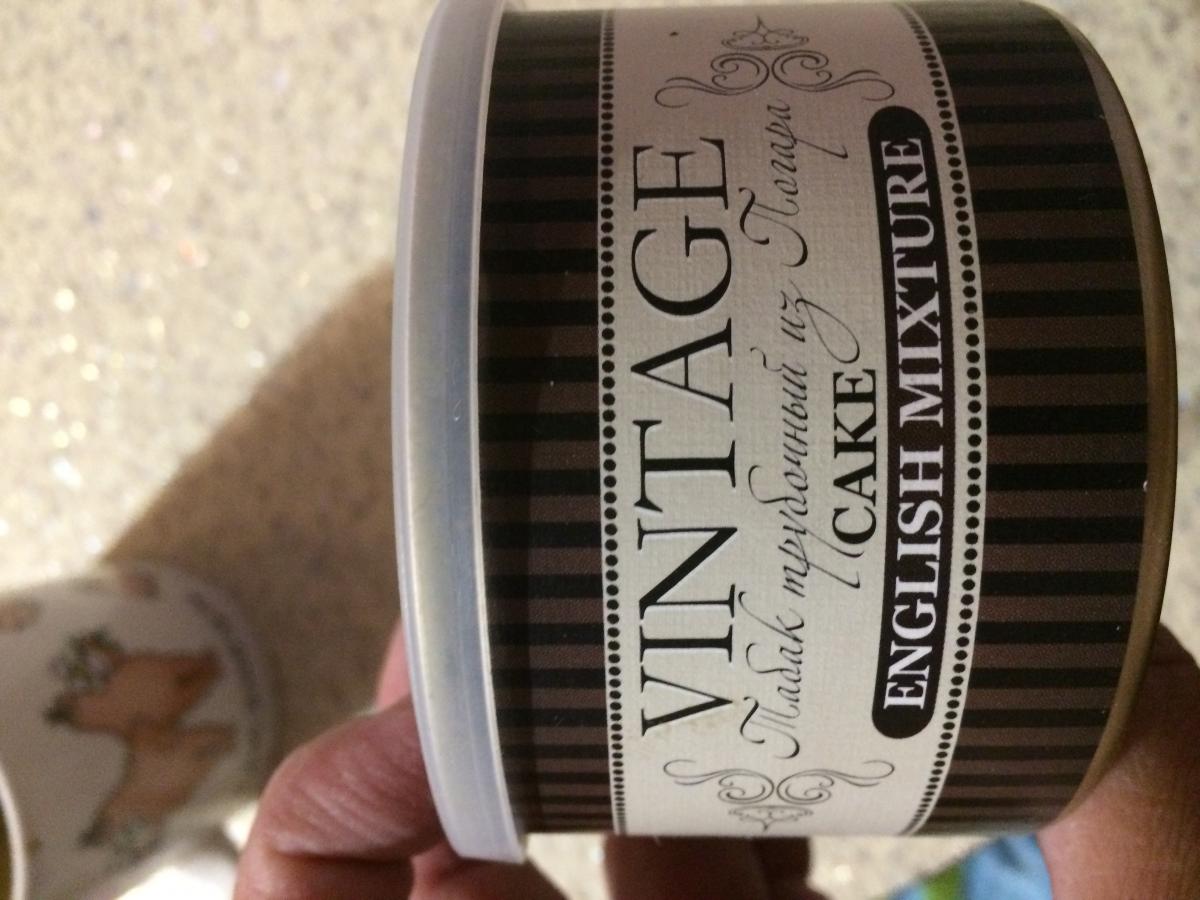 VINTAGE
Табак трубочный из Погара
CAKE
ENGLISH MIXTURE